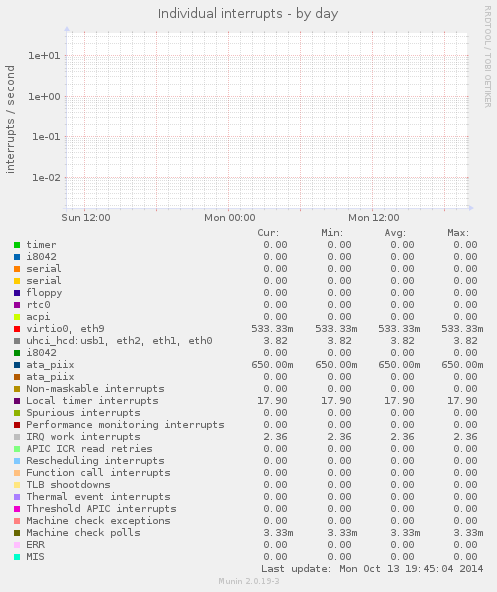 Individual interrupts - by day
RRDTOOL / TOBI OETIKER
interrupts / second
1e+01
1e+00
1e-01
1e-02
Sun 12:00 Mon 00:00 Mon 12:00
Cur: Min: Avg: Max:
timer 0.00 0.00 0.00 0.00
i8042 0.00 0.00 0.00 0.00
serial 0.00 0.00 0.00 0.00
serial 0.00 0.00 0.00 0.00
floppy 0.00 0.00 0.00 0.00
rtc0 0.00 0.00 0.00 0.00
acpi 0.00 0.00 0.00 0.00
virtio0, eth9 533.33m 533.33m 533.33m 533.33m
uhci_hcd:usb1, eth2, eth1, eth0 3.82 3.82 3.82 3.82
i8042 0.00 0.00 0.00 0.00
ata_piix 650.00m 650.00m 650.00m 650.00m
ata_piix 0.00 0.00 0.00 0.00
Non-maskable interrupts 0.00 0.00 0.00 0.00
Local timer interrupts 17.90 17.90 17.90 17.90
Spurious interrupts 0.00 0.00 0.00 0.00
Performance monitoring interrupts 0.00 0.00 0.00 0.00
IRQ work interrupts 2.36 2.36 2.36 2.36
APIC ICR read retries 0.00 0.00 0.00 0.00
Rescheduling interrupts 0.00 0.00 0.00 0.00
Function call interrupts 0.00 0.00 0.00 0.00
TLB shootdowns 0.00 0.00 0.00 0.00
Thermal event interrupts 0.00 0.00 0.00 0.00
Threshold APIC interrupts 0.00 0.00 0.00 0.00
Machine check exceptions 0.00 0.00 0.00 0.00
Machine check polls 3.33m 3.33m 3.33m 3.33m
ERR 0.00 0.00 0.00 0.00
MIS 0.00 0.00 0.00 0.00
Last update: Mon Oct 13 19:45:04 2014
Munin 2.0.19-3